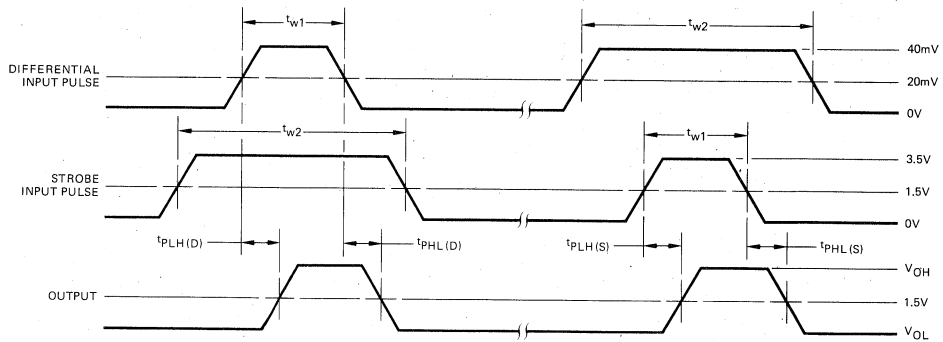 tw1
tw2
40mV
DIFFERENTIAL
INPUT PULSE
20mV
0V
tw2
tw1
3.5V
STROBE
INPUT PULSE
1.5V
0V
tPLH(D)
tPHL(D)
tPLH(S)
tPHL(S)
VOH
OUTPUT
1.5V
VOL